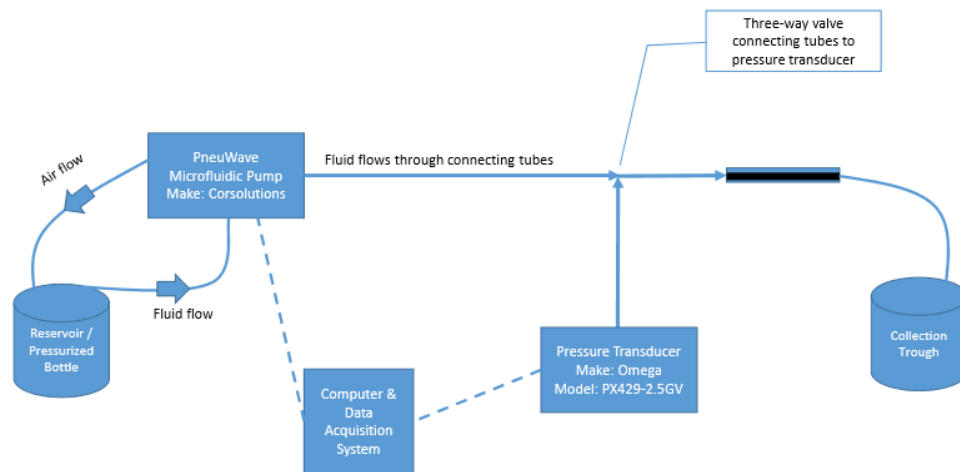 Three-way valve
connecting tubes to
pressure transducer
PneuWave
Microfluidic Pump
Make: Corsolutions
Fluid flows through connecting tubes
Air flow
Fluid flow
Reservoir /
Pressurized
Bottle
Pressure Transducer
Make: Omega
Model: PX429-2.5GV
Collection
Trough
Computer &
Data
Acquisition
System